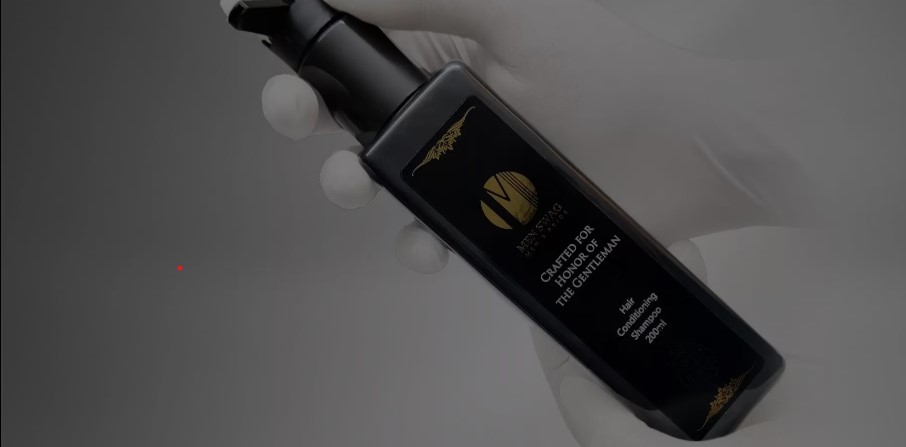 MEN SWAG
CRAFTED FOR
HONOR OF
THE GENTLEMAN
Hair
Conditioning
Shampoo
200ml